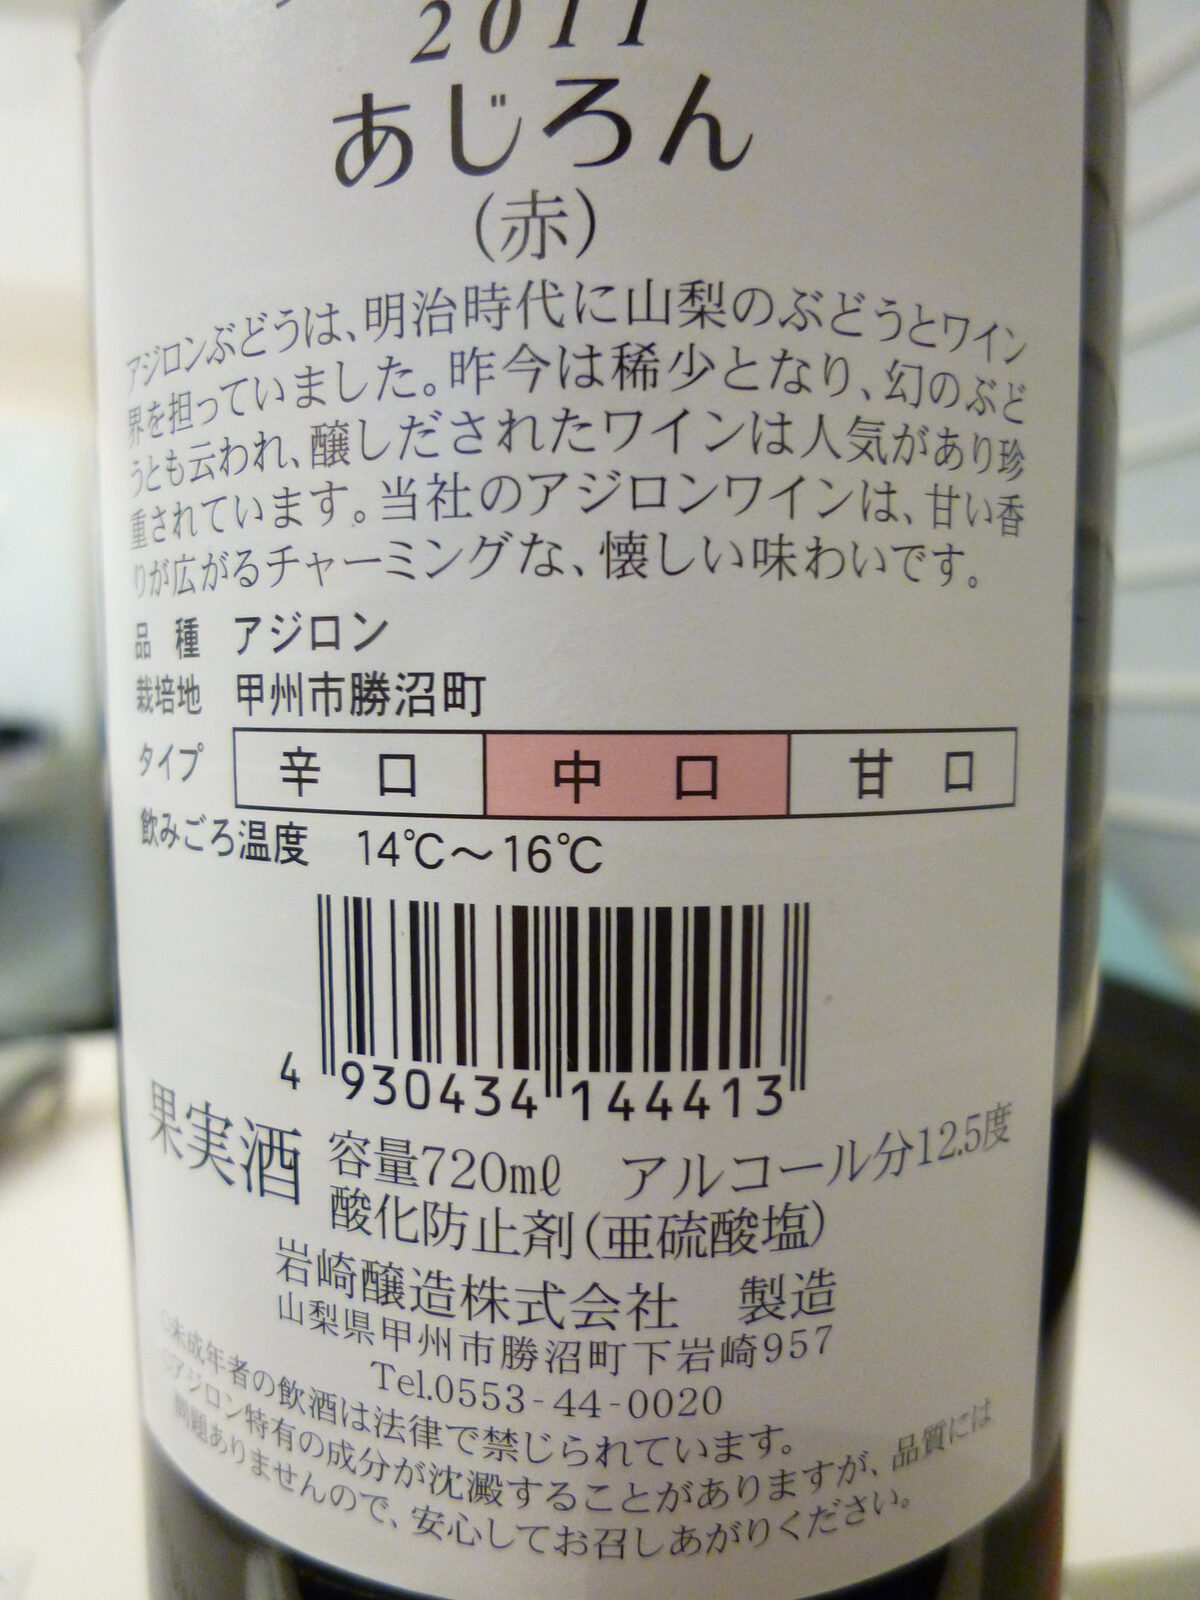 2011
あじろん
(赤)
アジロンぶどうは、明治時代に山梨のぶどうとワイン
界を担っていました。昨今は稀少となり、幻のぶど
うとも云われ、醸しだされたワインは人気があり珍
重されています。当社のアジロンワインは、甘い香
りが広がるチャーミングな、懐しい味わいです。
品種 アジロン
栽培地 甲州市勝沼町
タイプ 辛口 中口 甘口
飲みごろ温度 14℃～16℃
4 930434 144413
果実酒 容量720mℓ アルコール分12.5度
酸化防止剤(亜硫酸塩)
岩崎醸造株式会社 製造
山梨県甲州市勝沼町下岩崎957
Tel.0553-44-0020
○未成年者の飲酒は法律で禁じられています。
○アジロン特有の成分が沈澱することがありますが、品質には
問題ありませんので、安心してお召しあがりください。